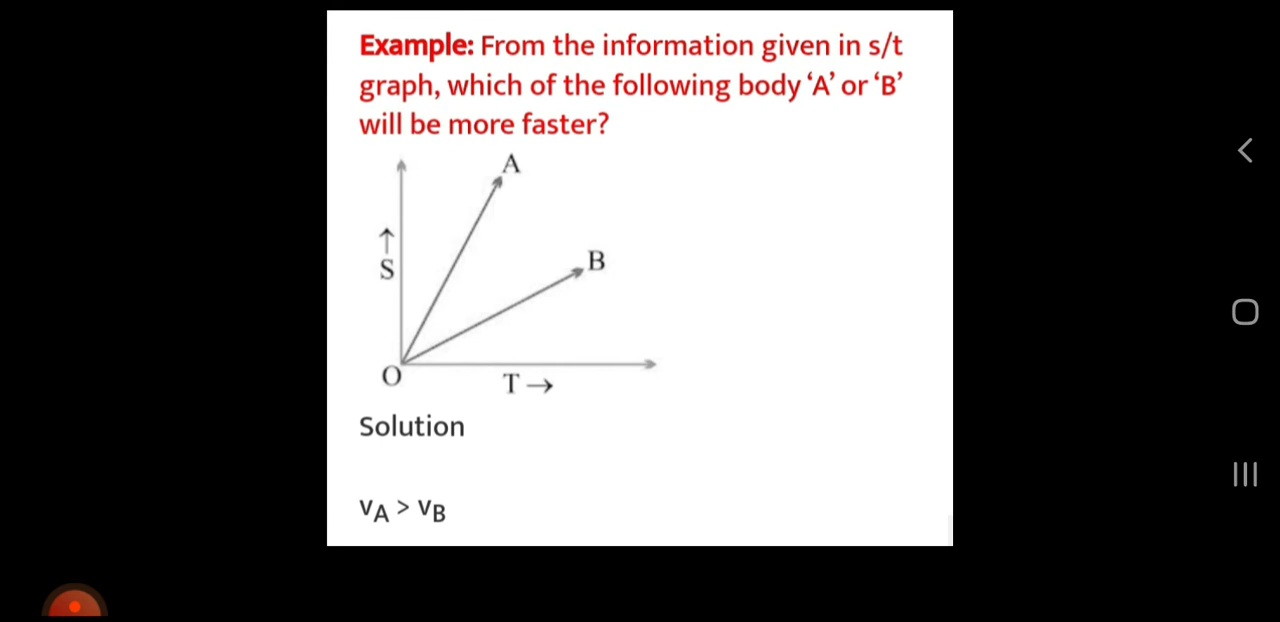 Example: From the information given in s/t
graph, which of the following body ‘A’ or ‘B’
will be more faster?
A
↑
S
B
O
T →
Solution
vA > vB